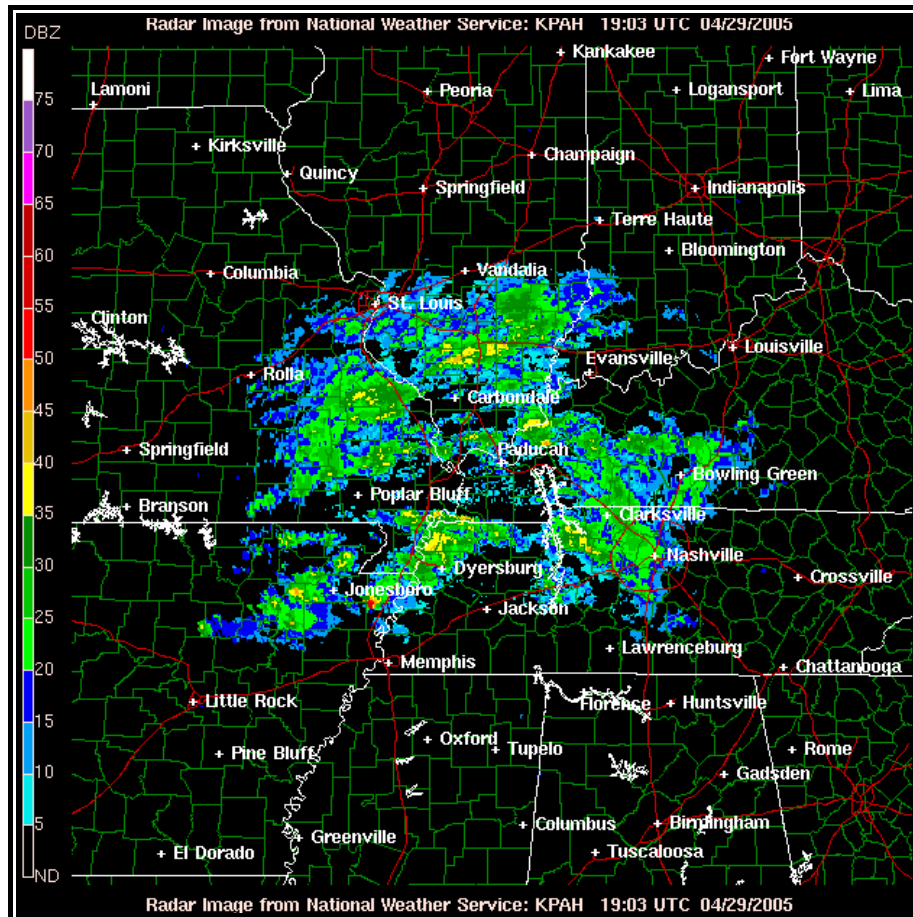 Radar Image from National Weather Service: KPAH 19:03 UTC 04/29/2005
DBZ
Kankakee
Fort Wayne
Lamoni
Peoria
Logansport
Lima
75
Kirksville
70
Champaign
Quincy
Springfield
Indianapolis
65
Terre Haute
60
Bloomington
Columbia
Vandalia
55
St. Louis
Clinton
Louisville
50
Evansville
Rolla
45
Carbondale
Springfield
Paducah
40
Bowling Green
Poplar Bluff
Branson
35
Clarksville
Nashville
30
Dyersburg
Crossville
Jonesboro
25
Jackson
Lawrenceburg
20
Memphis
Chattanooga
Little Rock
Florence
Huntsville
15
Oxford
Tupelo
Pine Bluff
Rome
10
Gadsden
5
Columbus
Birmingham
Greenville
El Dorado
Tuscaloosa
ND
Radar Image from National Weather Service: KPAH 19:03 UTC 04/29/2005